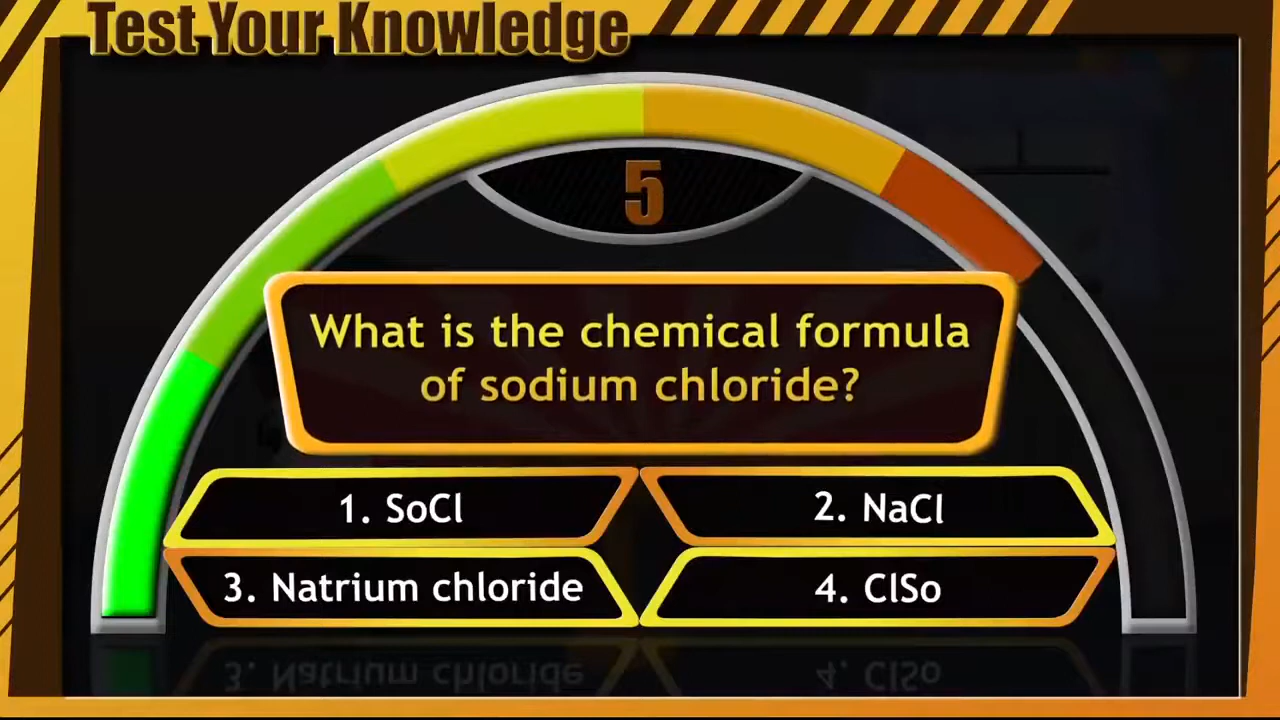 Test Your Knowledge
5
What is the chemical formula
of sodium chloride?
1. SoCl
2. NaCl
3. Natrium chloride
4. ClSo